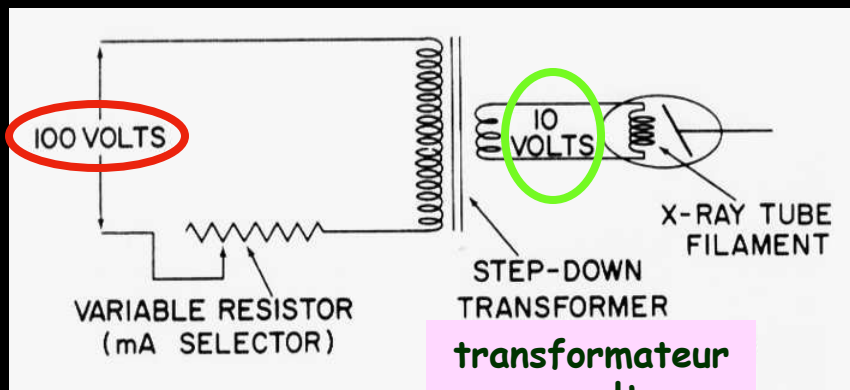 100 VOLTS
10
VOLTS
X-RAY TUBE
FILAMENT
STEP-DOWN
TRANSFORMER
VARIABLE RESISTOR
(mA SELECTOR)
transformateur